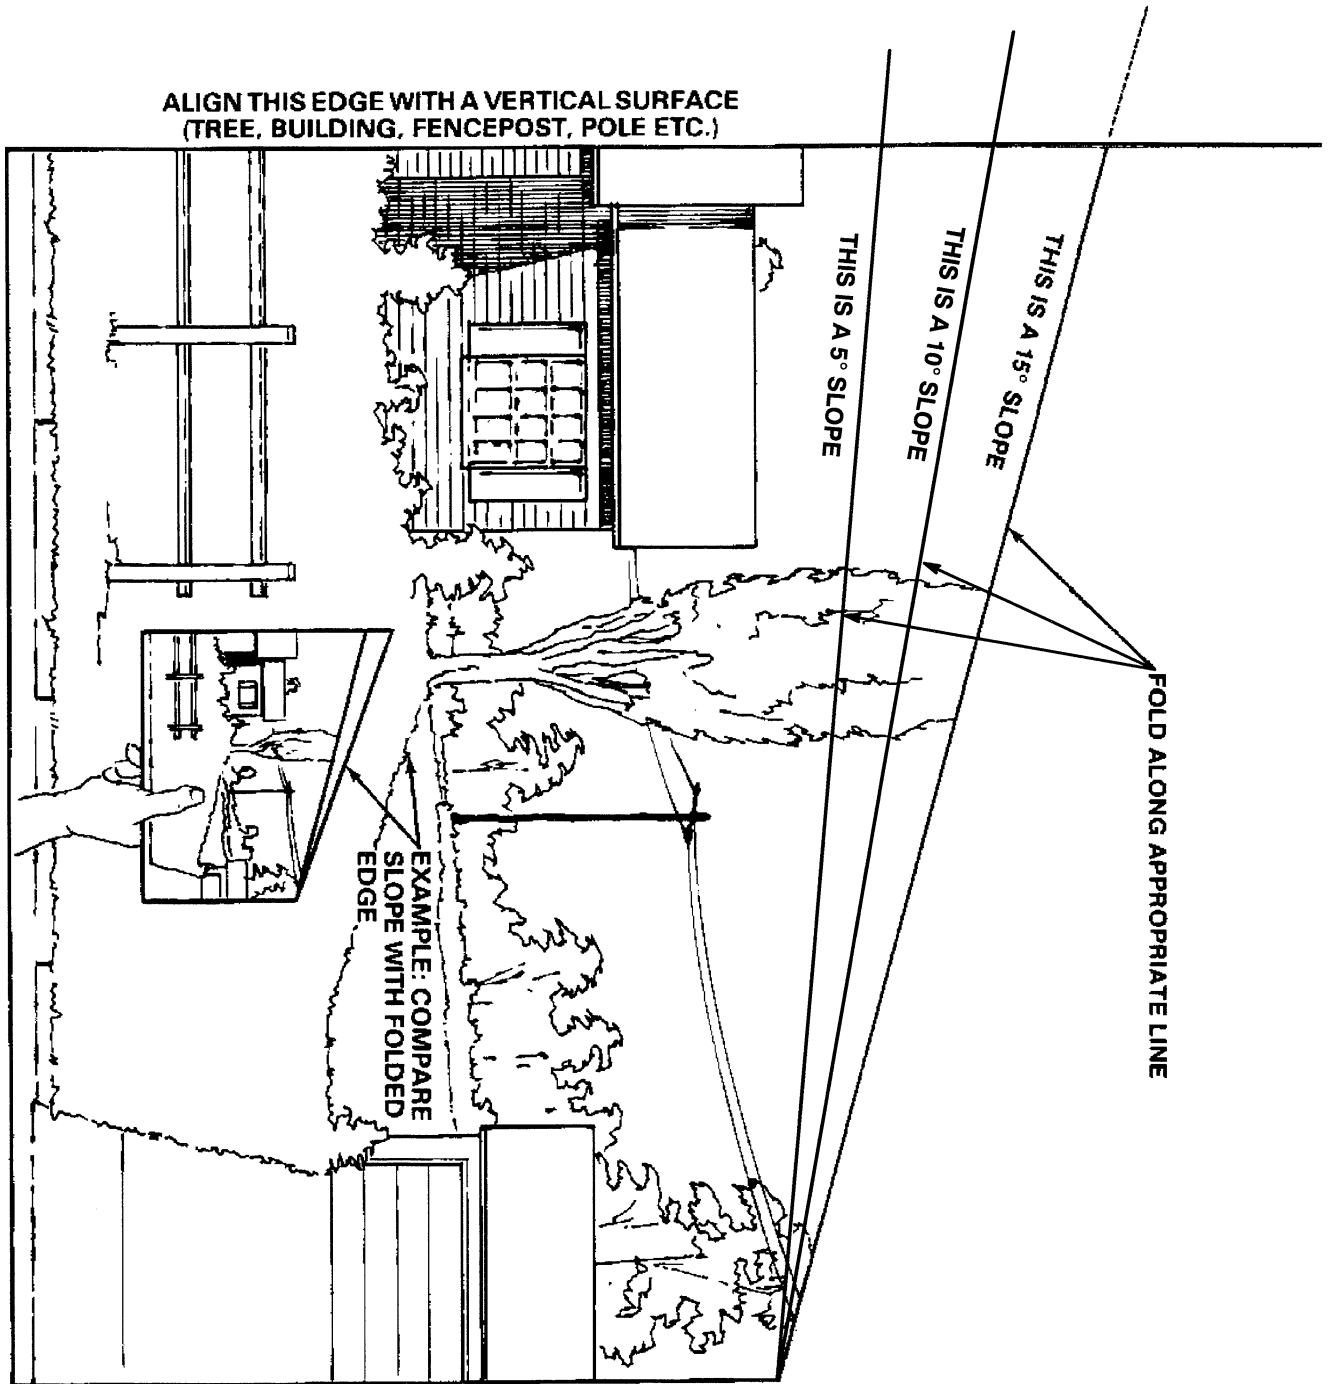 ALIGN THIS EDGE WITH A VERTICAL SURFACE
(TREE, BUILDING, FENCEPOST, POLE ETC.)
THIS IS A 15° SLOPE
THIS IS A 10° SLOPE
THIS IS A 5° SLOPE
FOLD ALONG APPROPRIATE LINE
EXAMPLE: COMPARE
SLOPE WITH FOLDED
EDGE